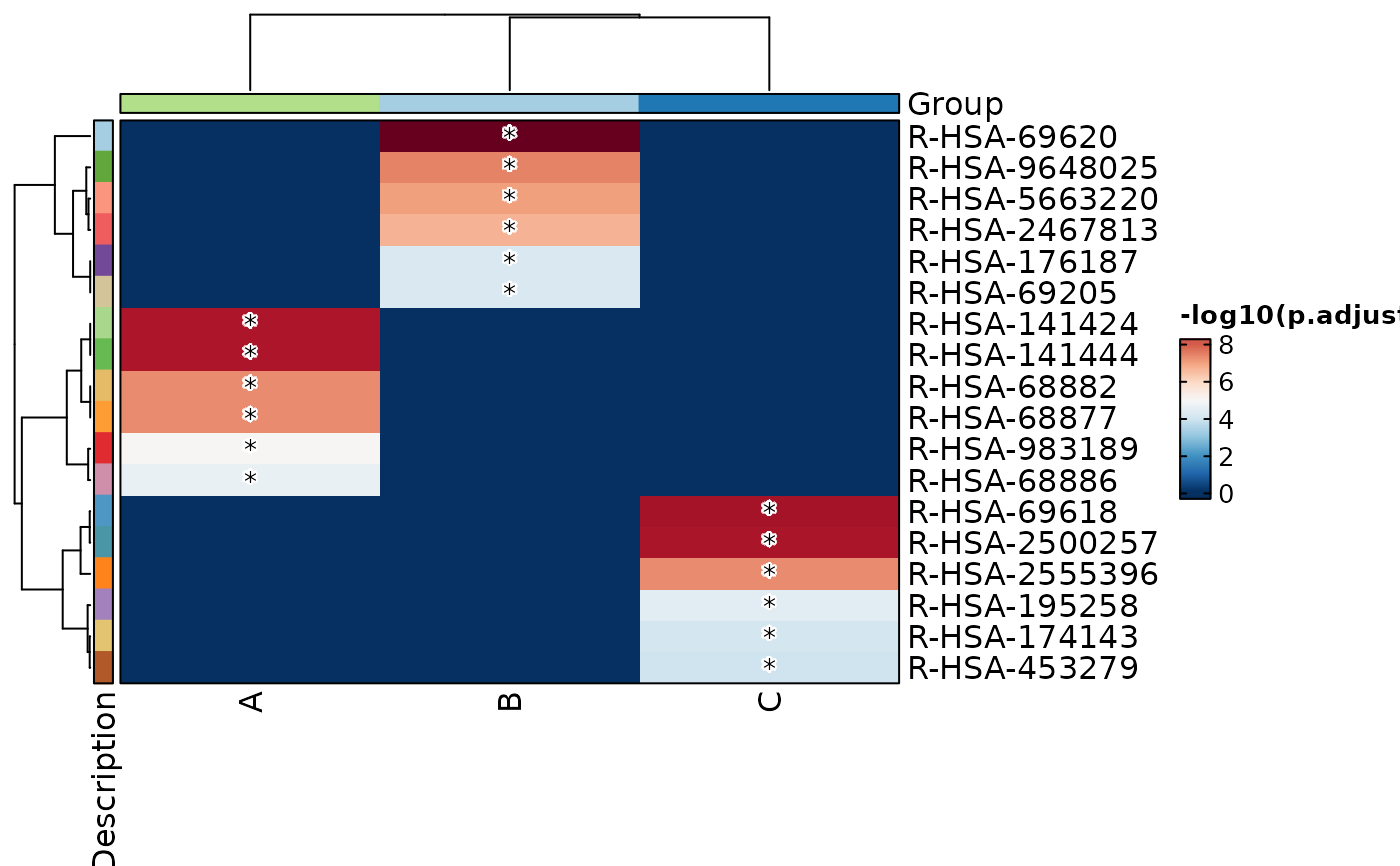 Group
* R-HSA-69620
* R-HSA-9648025
* R-HSA-5663220
* R-HSA-2467813
* R-HSA-176187
* R-HSA-69205
* R-HSA-141424
* R-HSA-141444
* R-HSA-68882
* R-HSA-68877
* R-HSA-983189
* R-HSA-68886
* R-HSA-69618
* R-HSA-2500257
* R-HSA-2555396
* R-HSA-195258
* R-HSA-174143
* R-HSA-453279
A B C
Description
-log10(p.adjust
8
6
4
2
0